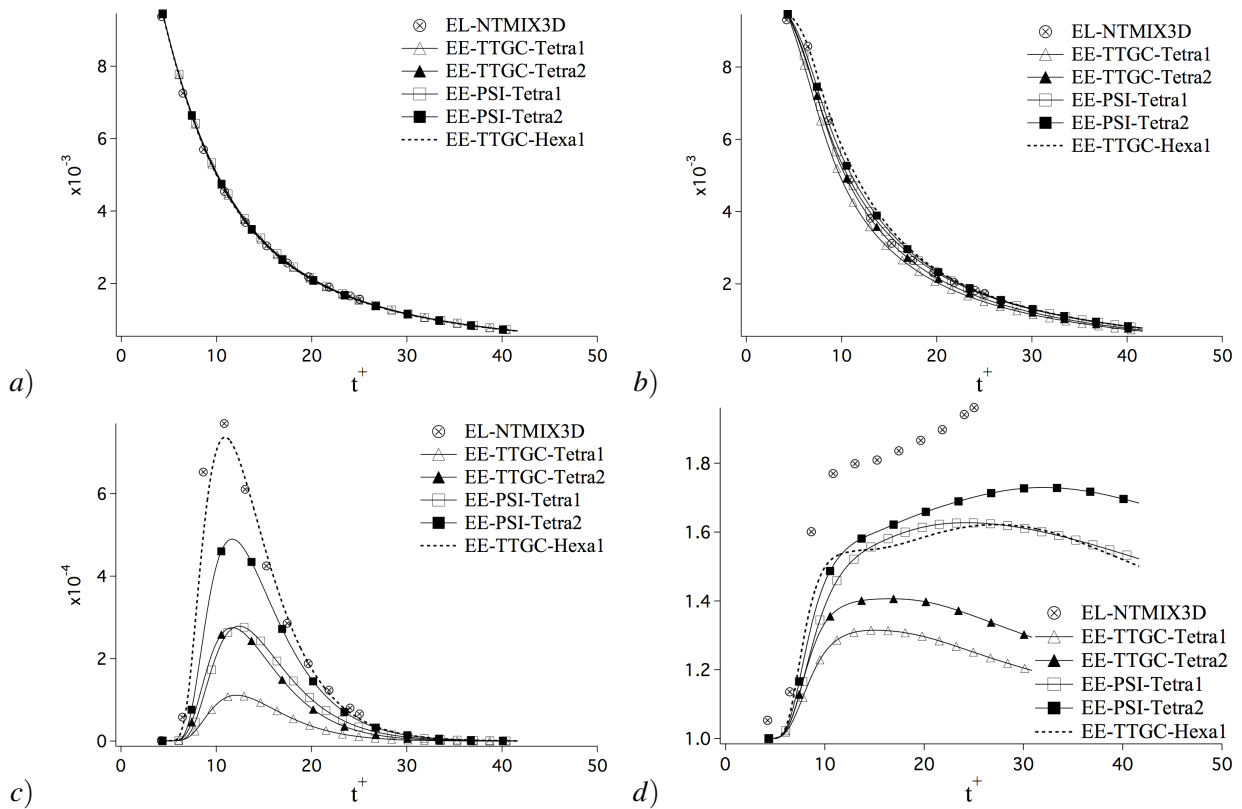 8
6
4
2
x10⁻³
0
10
20
30
40
50
t⁺
EL-NTMIX3D
EE-TTGC-Tetra1
EE-TTGC-Tetra2
EE-PSI-Tetra1
EE-PSI-Tetra2
EE-TTGC-Hexa1
a)
8
6
4
2
x10⁻³
0
10
20
30
40
50
t⁺
EL-NTMIX3D
EE-TTGC-Tetra1
EE-TTGC-Tetra2
EE-PSI-Tetra1
EE-PSI-Tetra2
EE-TTGC-Hexa1
b)
6
4
2
0
x10⁻⁴
0
10
20
30
40
50
t⁺
EL-NTMIX3D
EE-TTGC-Tetra1
EE-TTGC-Tetra2
EE-PSI-Tetra1
EE-PSI-Tetra2
EE-TTGC-Hexa1
c)
1.8
1.6
1.4
1.2
1.0
0
10
20
30
40
50
t⁺
EL-NTMIX3D
EE-TTGC-Tetra1
EE-TTGC-Tetra2
EE-PSI-Tetra1
EE-PSI-Tetra2
EE-TTGC-Hexa1
d)